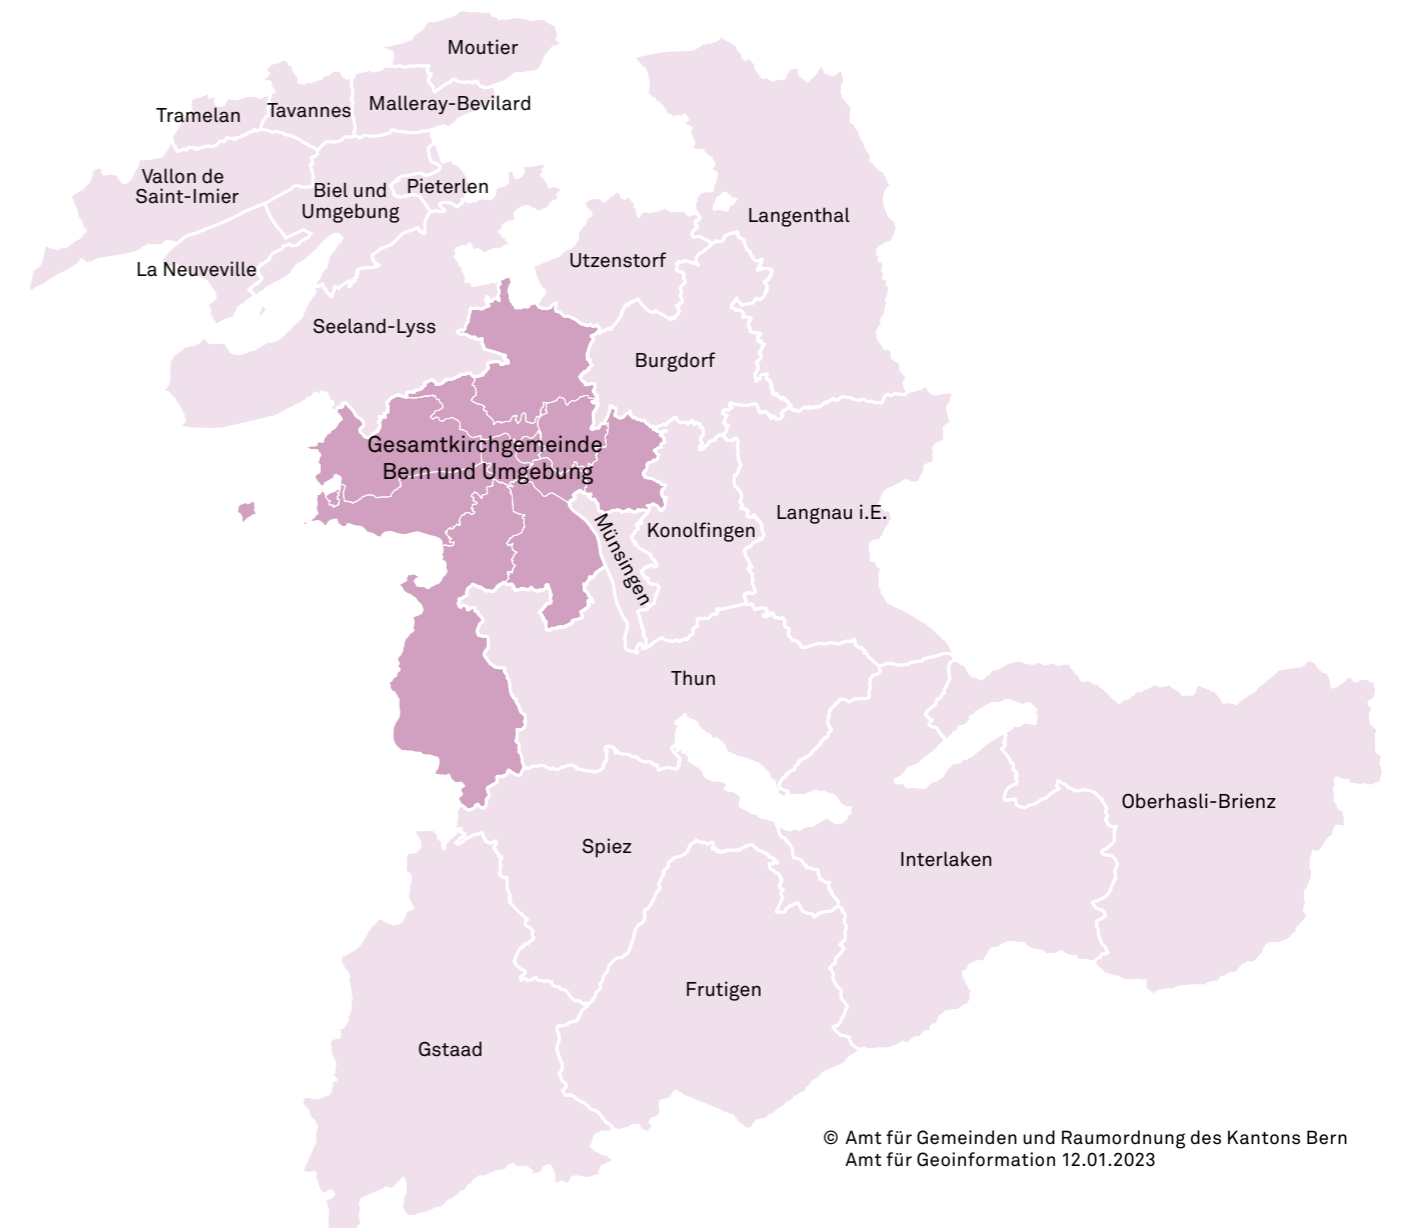 Moutier
Malleray-Bevilard
Tavannes
Tramelan
Vallon de
Saint-Imier
Biel und
Umgebung
Pieterlen
La Neuveville
Langenthal
Utzenstorf
Seeland-Lyss
Burgdorf
Gesamtkirchgemeinde
Bern und Umgebung
Münsingen
Konolfingen
Langnau i.E.
Thun
Oberhasli-Brienz
Spiez
Interlaken
Frutigen
Gstaad
© Amt für Gemeinden und Raumordnung des Kantons Bern
Amt für Geoinformation 12.01.2023